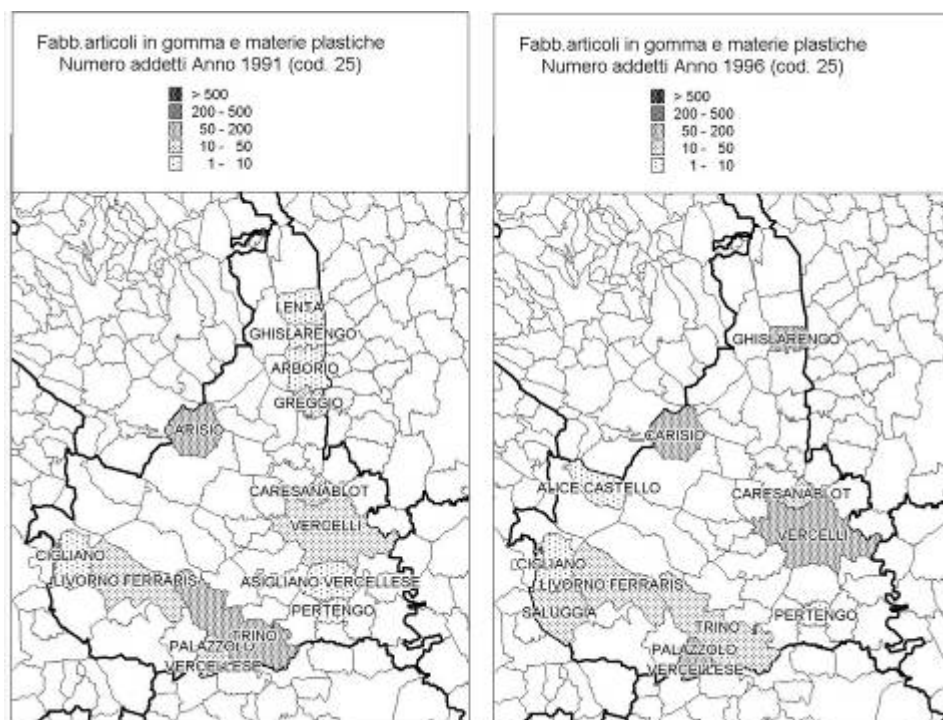 Fabb.articoli in gomma e materie plastiche
Numero addetti Anno 1991 (cod. 25)
> 500
200 - 500
50 - 200
10 - 50
1 - 10
LENTA
GHISLARENGO
ARBORIO
GREGGIO
CARISIO
CARESANABLOT
VERCELLI
CIGLIANO
LIVORNO FERRARIS
ASIGLIANO VERCELLESE
PERTENGO
TRINO
PALAZZOLO
VERCELLESE
Fabb.articoli in gomma e materie plastiche
Numero addetti Anno 1996 (cod. 25)
> 500
200 - 500
50 - 200
10 - 50
1 - 10
GHISLARENGO
CARISIO
ALICE CASTELLO
CARESANABLOT
VERCELLI
CIGLIANO
LIVORNO FERRARIS
SALUGGIA
PERTENGO
TRINO
PALAZZOLO
VERCELLESE